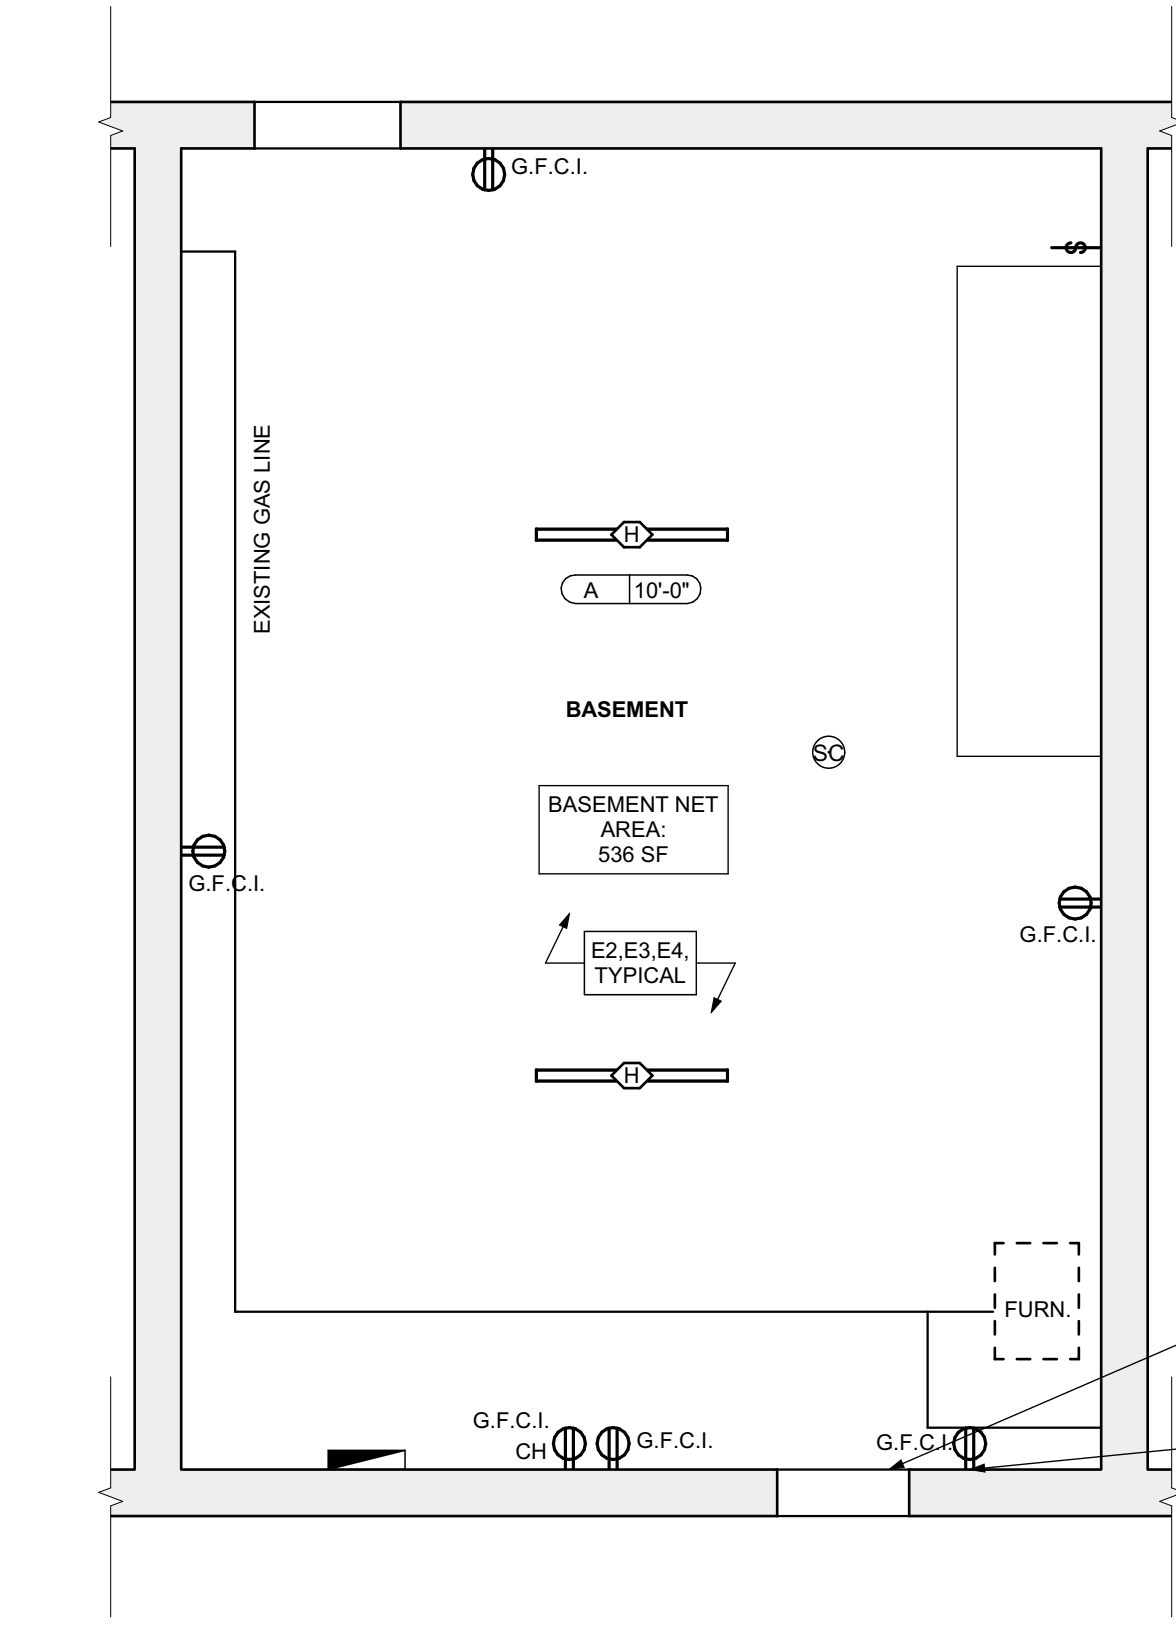 G.F.C.I.
S
EXISTING GAS LINE
H
A 10'-0"
BASEMENT
SC
BASEMENT NET
AREA:
536 SF
G.F.C.I.
G.F.C.I.
E2,E3,E4,
TYPICAL
H
FURN.
G.F.C.I.
CH
G.F.C.I.
G.F.C.I.